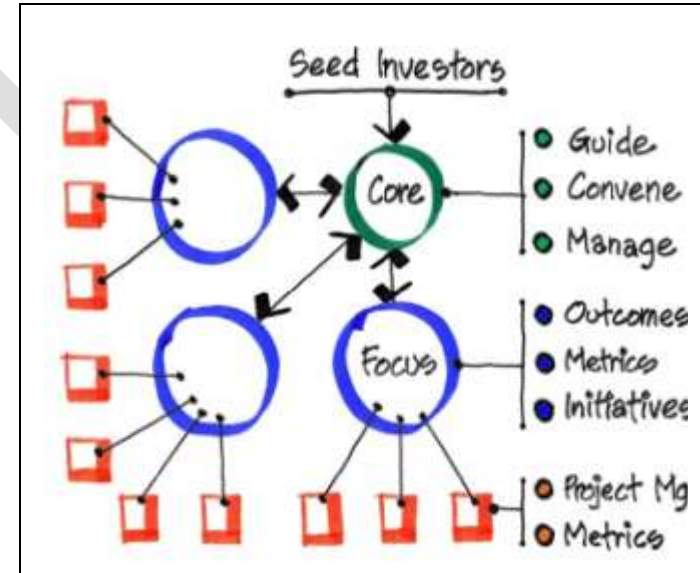 Seed Investors
Core
Guide
Convene
Manage
Focus
Outcomes
Metrics
Initiatives
Project Mg
Metrics